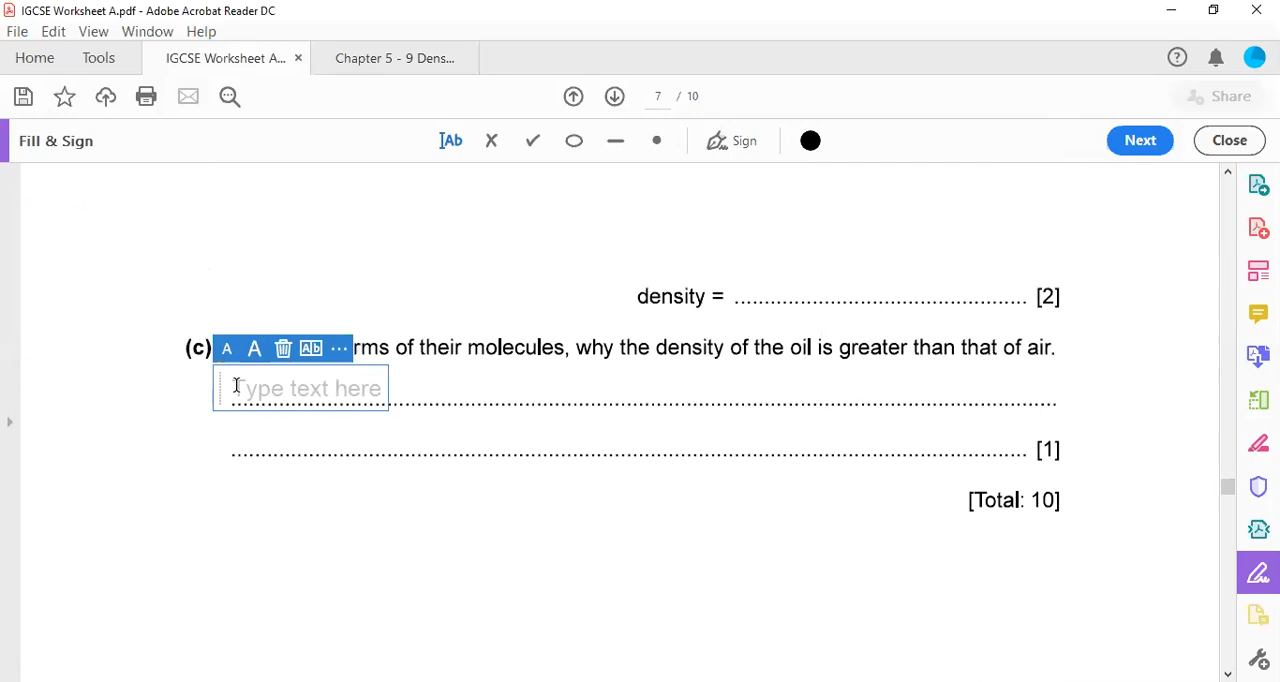 IGCSE Worksheet A.pdf - Adobe Acrobat Reader DC
File Edit View Window Help
Home Tools IGCSE Worksheet A... × Chapter 5 - 9 Dens...
7 / 10 Share
Fill & Sign Ab Sign Next Close
density = ................................................ [2]
(c) A A Ab ... rms of their molecules, why the density of the oil is greater than that of air.
Type text here
.......................................................................................................................................... [1]
[Total: 10]